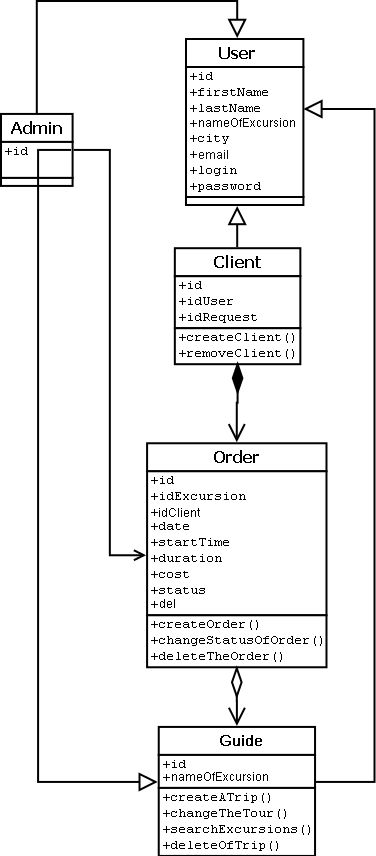 User
+id
+firstName
+lastName
+nameOfExcursion
+city
+email
+login
+password
Admin
+id
Client
+id
+idUser
+idRequest
+createClient()
+removeClient()
Order
+id
+idExcursion
+idClient
+date
+startTime
+duration
+cost
+status
+del
+createOrder()
+changeStatusOfOrder()
+deleteTheOrder()
Guide
+id
+nameOfExcursion
+createATrip()
+changeTheTour()
+searchExcursions()
+deleteOfTrip()